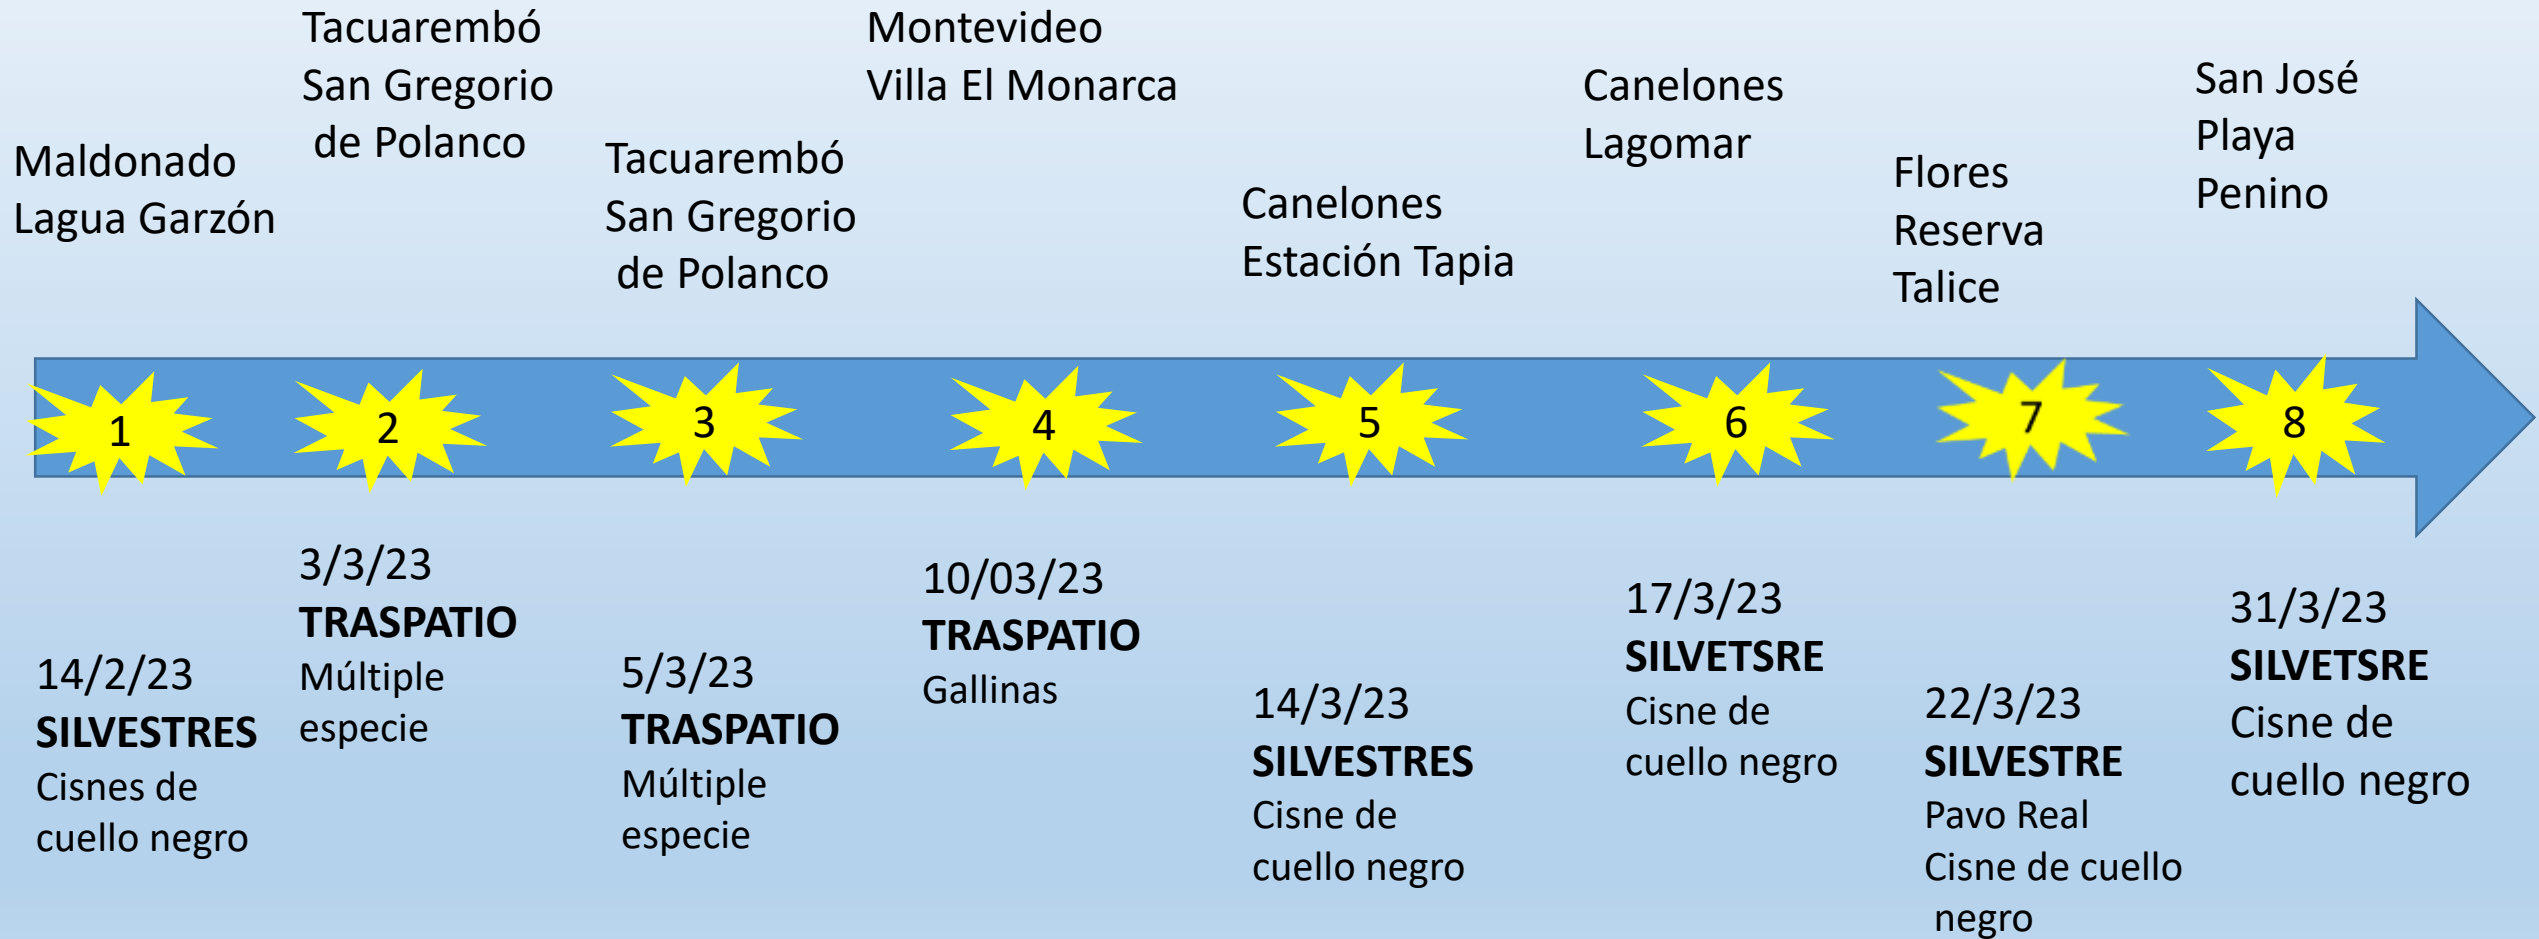 Maldonado
Lagua Garzón
Tacuarembó
San Gregorio
de Polanco
Tacuarembó
San Gregorio
de Polanco
Montevideo
Villa El Monarca
Canelones
Estación Tapia
Canelones
Lagomar
Flores
Reserva
Talice
San José
Playa
Penino
1
2
3
4
5
6
7
8
14/2/23
SILVESTRES
Cisnes de
cuello negro
3/3/23
TRASPATIO
Múltiple
especie
5/3/23
TRASPATIO
Múltiple
especie
10/03/23
TRASPATIO
Gallinas
14/3/23
SILVESTRES
Cisne de
cuello negro
17/3/23
SILVETSRE
Cisne de
cuello negro
22/3/23
SILVESTRE
Pavo Real
Cisne de cuello
negro
31/3/23
SILVETSRE
Cisne de
cuello negro